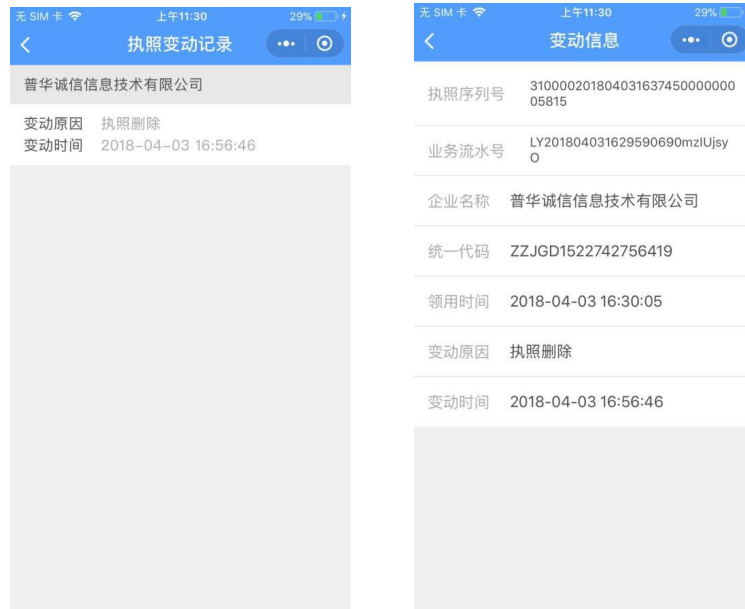 无 SIM 卡 上午11:30 29%
执照变动记录
普华诚信信息技术有限公司
变动原因 执照删除
变动时间 2018-04-03 16:56:46
无 SIM 卡 上午11:30 29%
变动信息
执照序列号 3100002018040316374500000000
05815
业务流水号 LY201804031629590690mzlUjsy
O
企业名称 普华诚信信息技术有限公司
统一代码 ZZJGD1522742756419
领用时间 2018-04-03 16:30:05
变动原因 执照删除
变动时间 2018-04-03 16:56:46